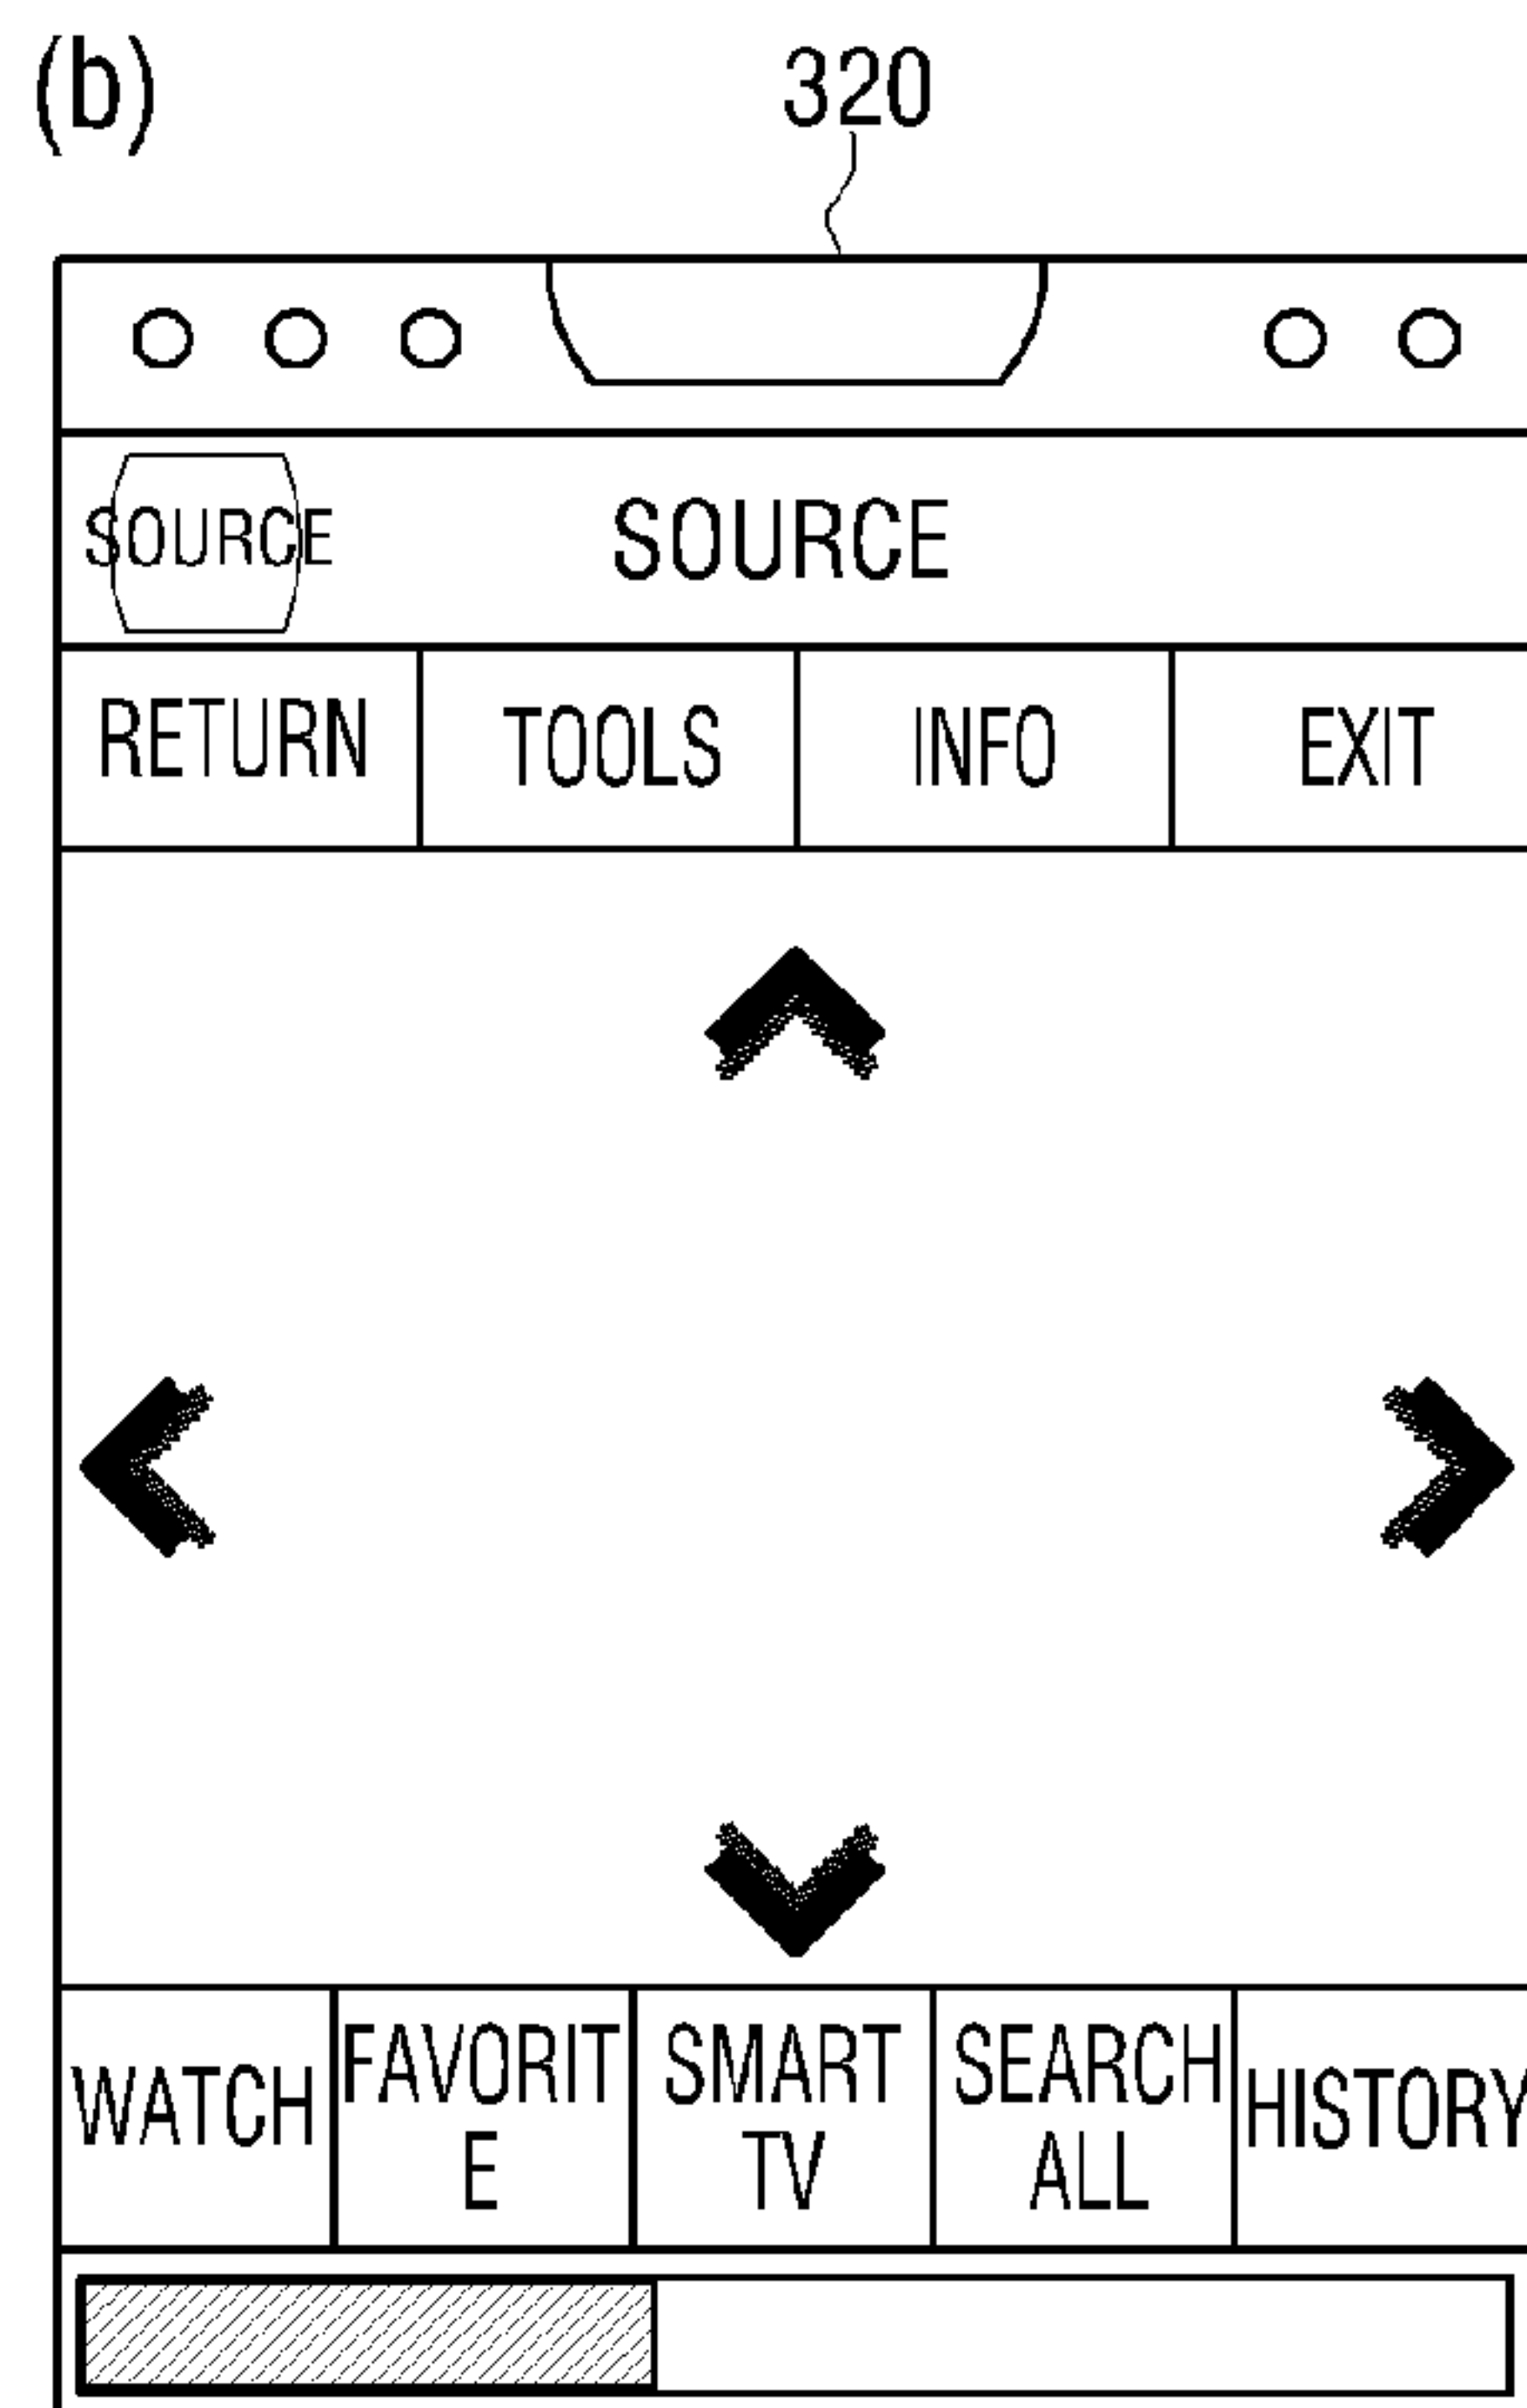 (b)
320
SOURCE SOURCE
RETURN TOOLS INFO EXIT
WATCH FAVORIT SMART SEARCH HISTORY
E TV ALL